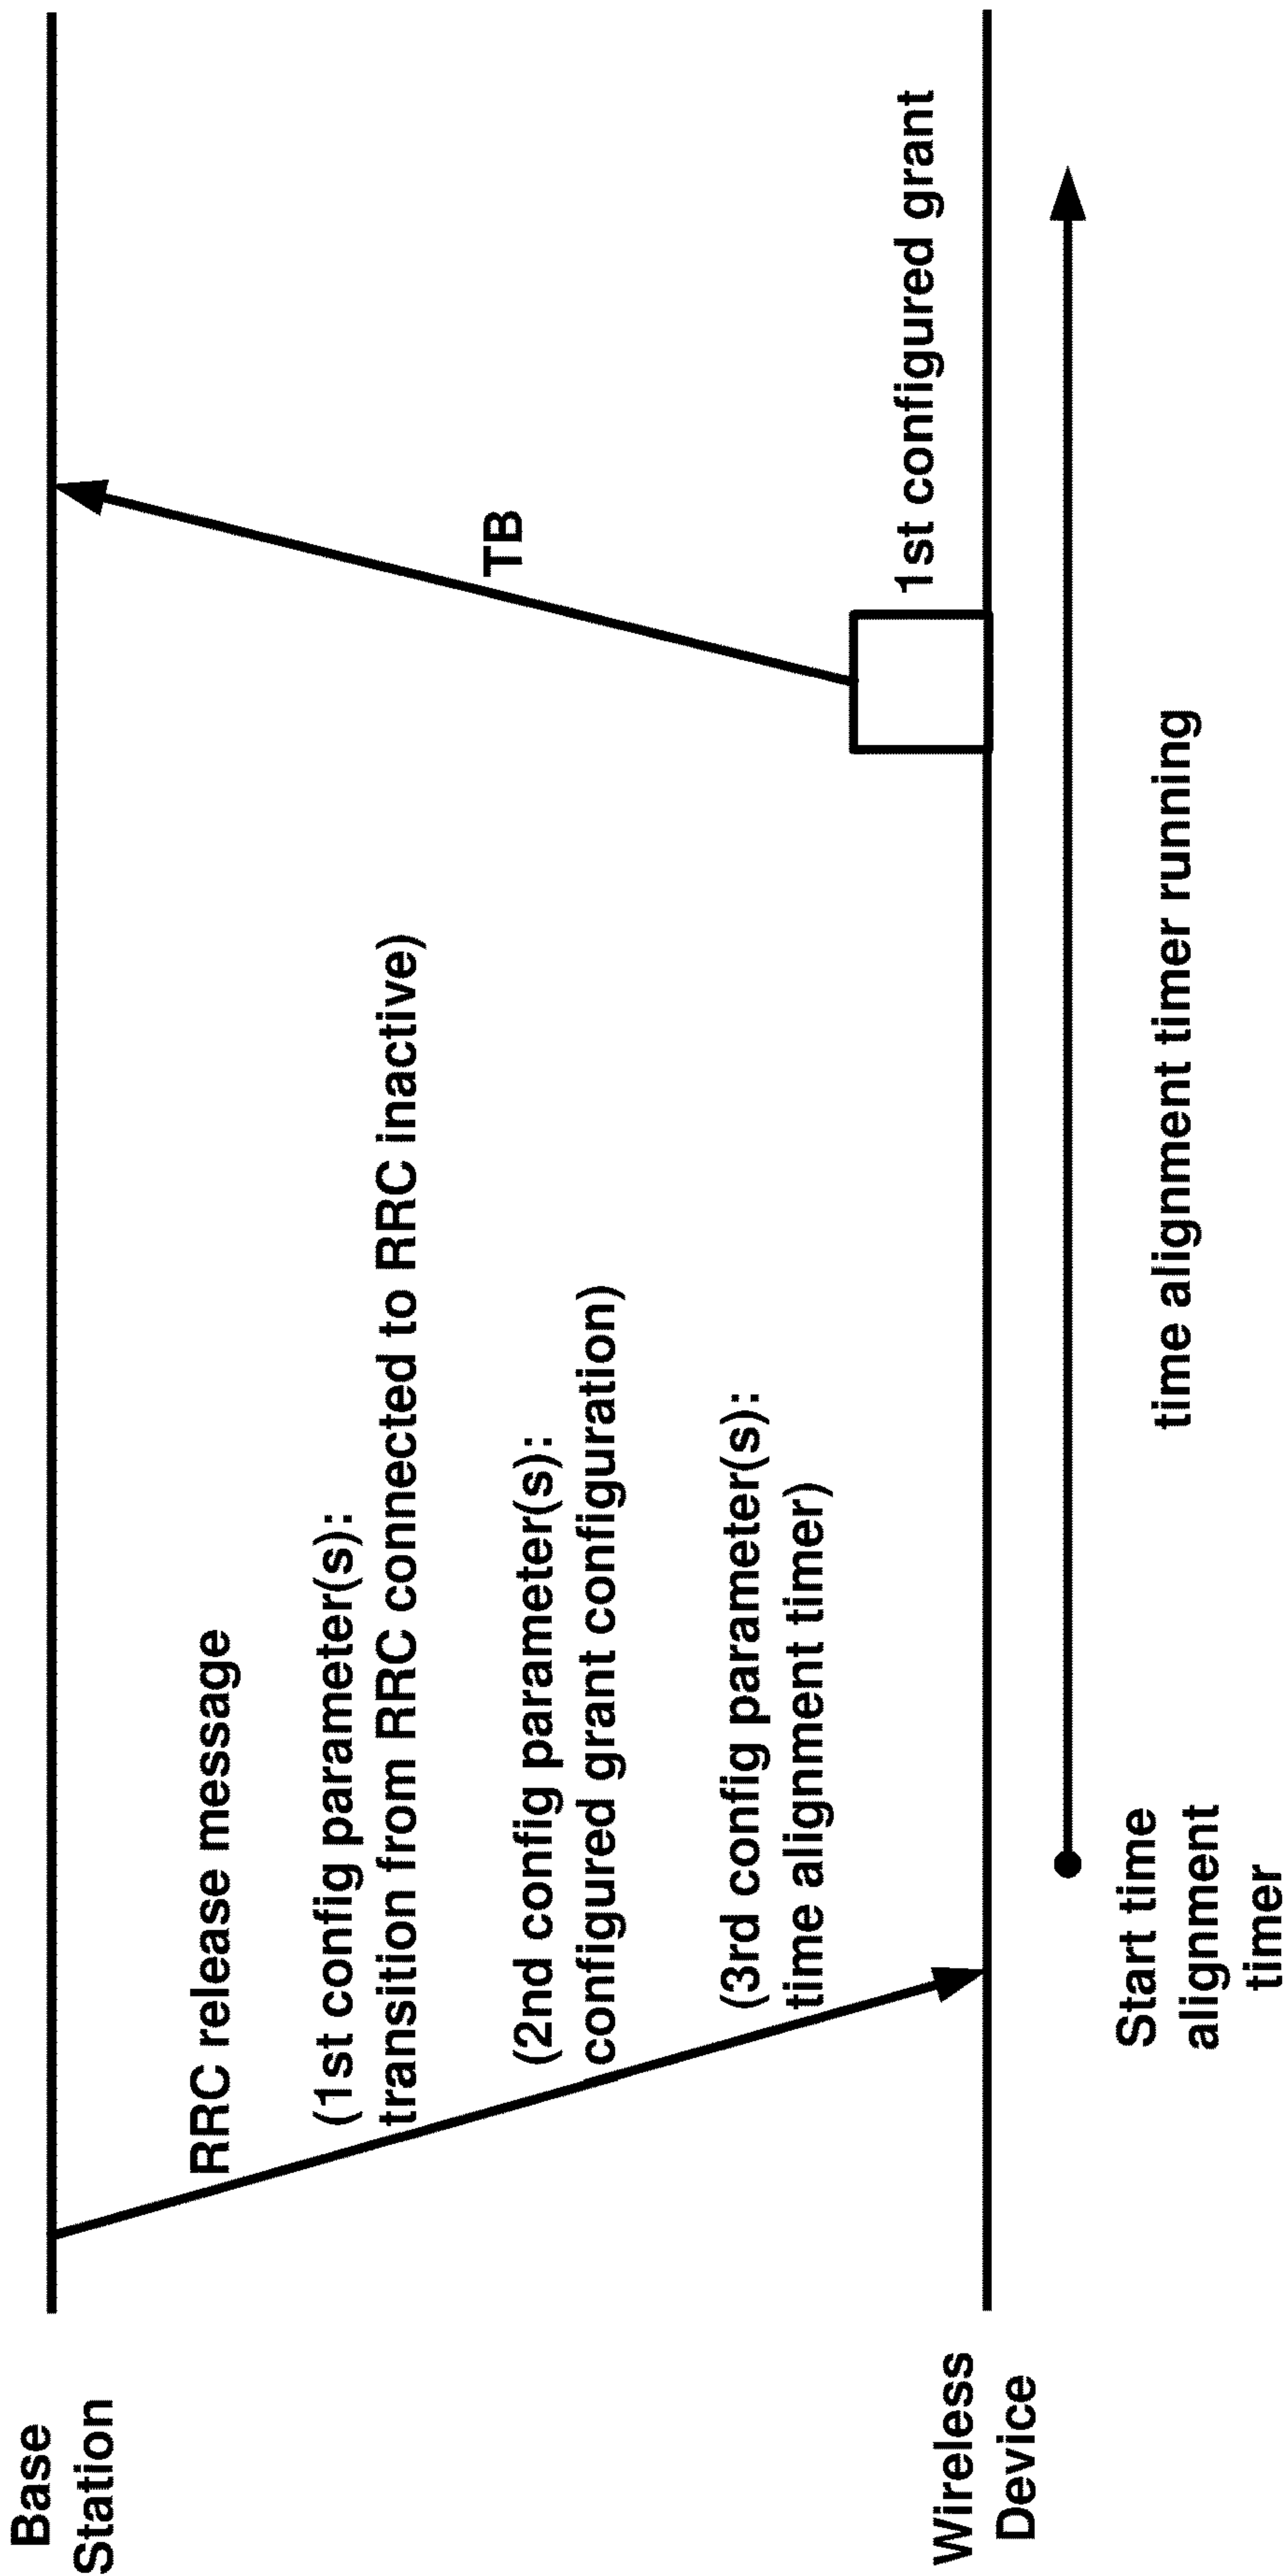 Base
Station
RRC release message
(1st config parameter(s):
transition from RRC connected to RRC inactive)
(2nd config parameter(s):
configured grant configuration)
(3rd config parameter(s):
time alignment timer)
TB
1st configured grant
Wireless
Device
Start time
alignment
timer
time alignment timer running